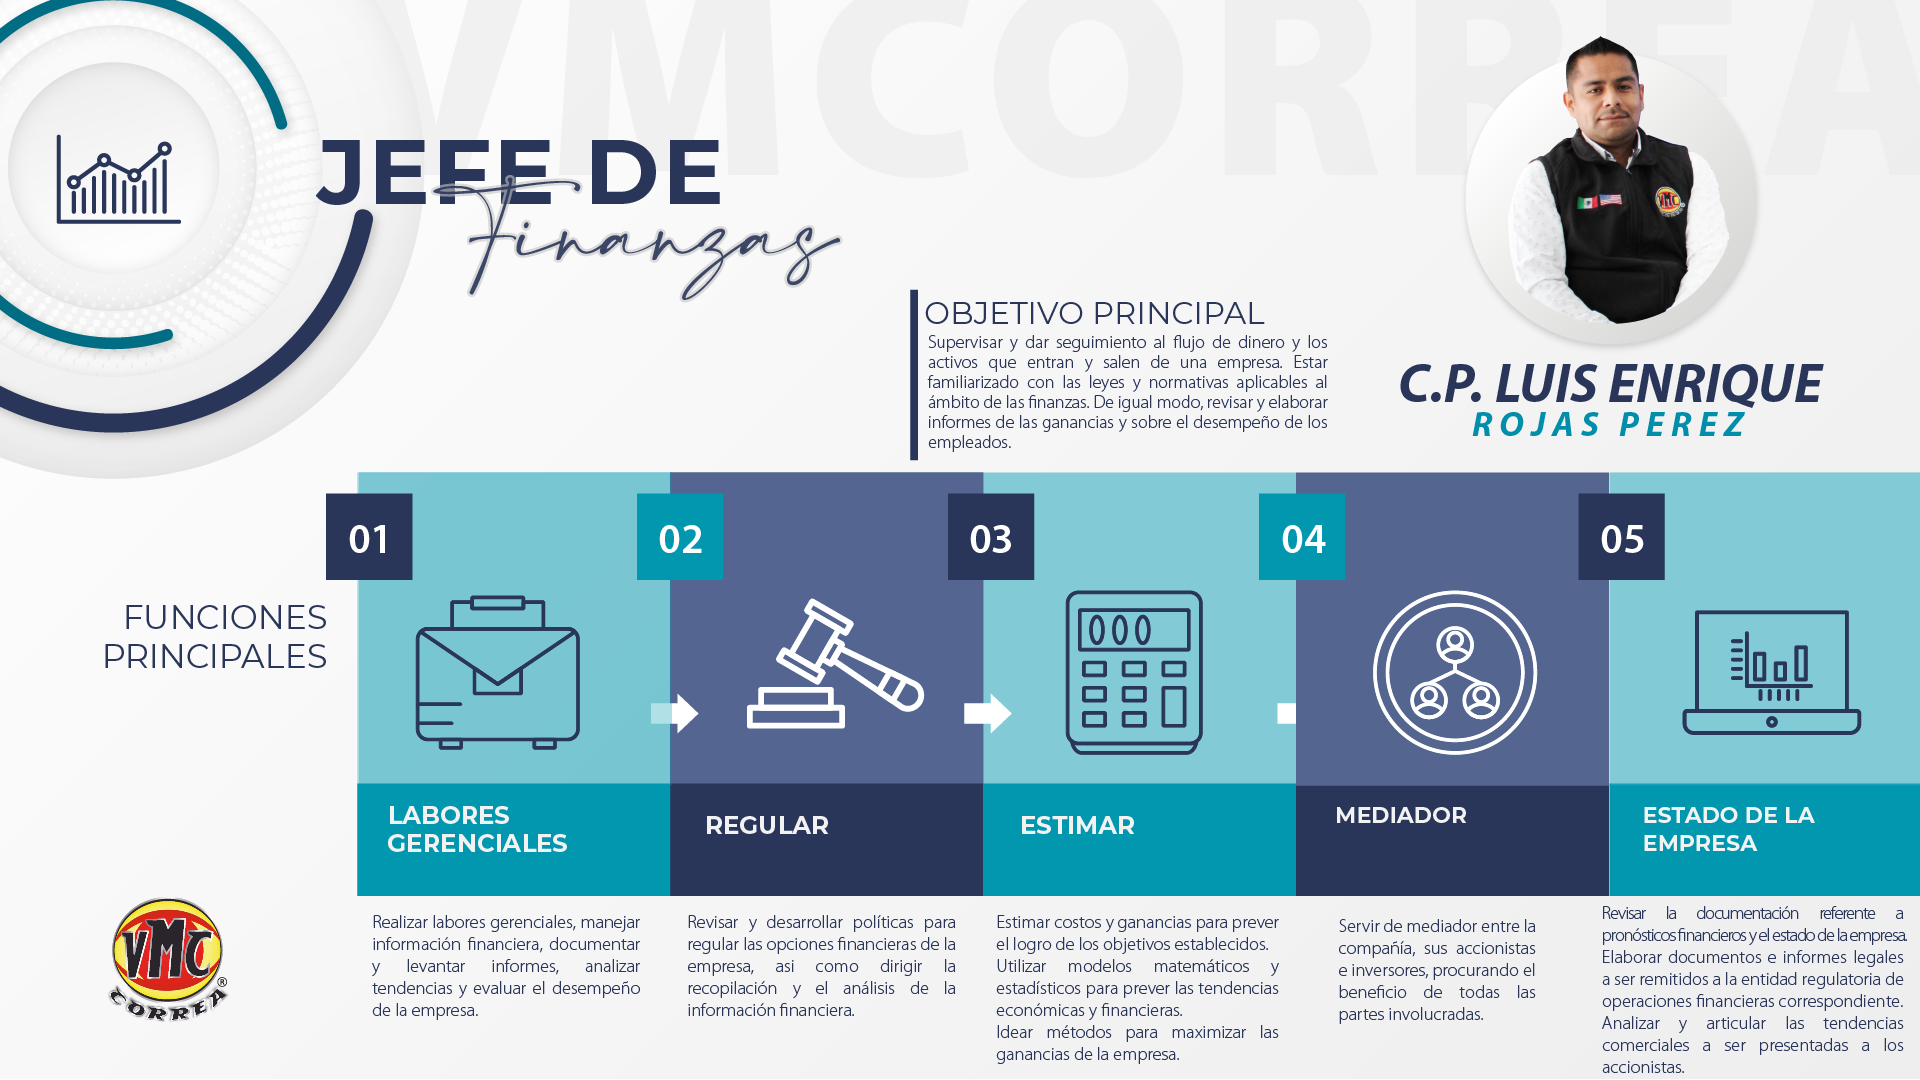 VMCORREA
JEFE DE
Finanzas
VMC
OBJETIVO PRINCIPAL
Supervisar y dar seguimiento al flujo de dinero y los
activos que entran y salen de una empresa. Estar
familiarizado con las leyes y normativas aplicables al
ámbito de las finanzas. De igual modo, revisar y elaborar
informes de las ganancias y sobre el desempeño de los
empleados.
C.P. LUIS ENRIQUE
ROJAS PEREZ
FUNCIONES
PRINCIPALES
01
02
03
04
05
000
LABORES
GERENCIALES
REGULAR
ESTIMAR
MEDIADOR
ESTADO DE LA
EMPRESA
Realizar labores gerenciales, manejar
información financiera, documentar
y levantar informes, analizar
tendencias y evaluar el desempeño
de la empresa.
Revisar y desarrollar políticas para
regular las opciones financieras de la
empresa, asi como dirigir la
recopilación y el análisis de la
información financiera.
Estimar costos y ganancias para prever
el logro de los objetivos establecidos.
Utilizar modelos matemáticos y
estadísticos para prever las tendencias
económicas y financieras.
Idear métodos para maximizar las
ganancias de la empresa.
Servir de mediador entre la
compañía, sus accionistas
e inversores, procurando el
beneficio de todas las
partes involucradas.
Revisar la documentación referente a
pronósticos financieros y el estado de la empresa.
Elaborar documentos e informes legales
a ser remitidos a la entidad regulatoria de
operaciones financieras correspondiente.
Analizar y articular las tendencias
comerciales a ser presentadas a los
accionistas.
VMC
CORREA
®